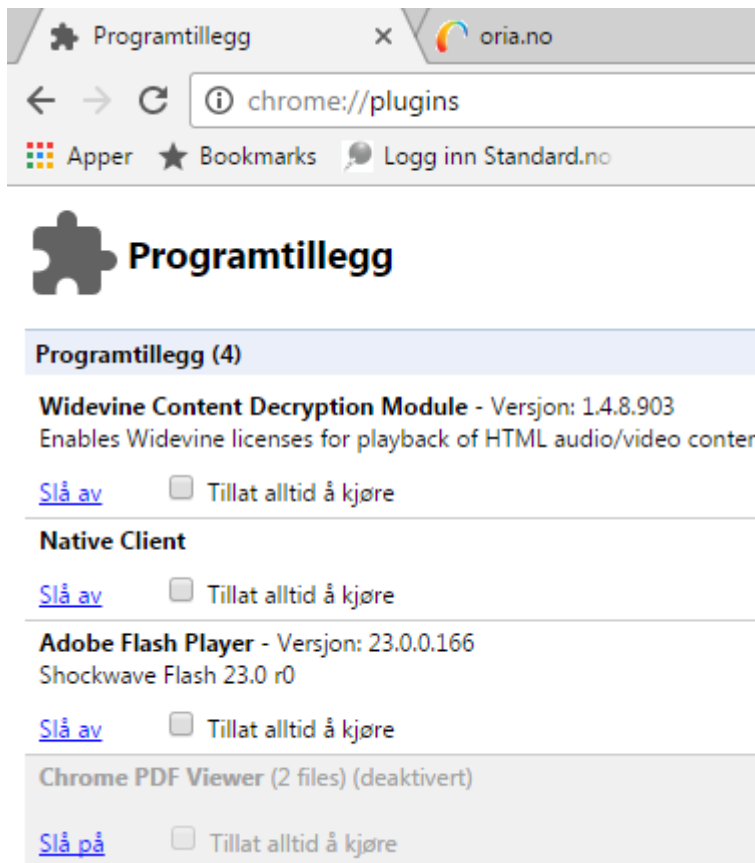 Programtillegg
oria.no
chrome://plugins
Apper Bookmarks Logg inn Standard.no
Programtillegg
Programtillegg (4)
Widevine Content Decryption Module - Versjon: 1.4.8.903
Enables Widevine licenses for playback of HTML audio/video conter
Slå av Tillat alltid å kjøre
Native Client
Slå av Tillat alltid å kjøre
Adobe Flash Player - Versjon: 23.0.0.166
Shockwave Flash 23.0 r0
Slå av Tillat alltid å kjøre
Chrome PDF Viewer (2 files) (deaktivert)
Slå på Tillat alltid å kjøre